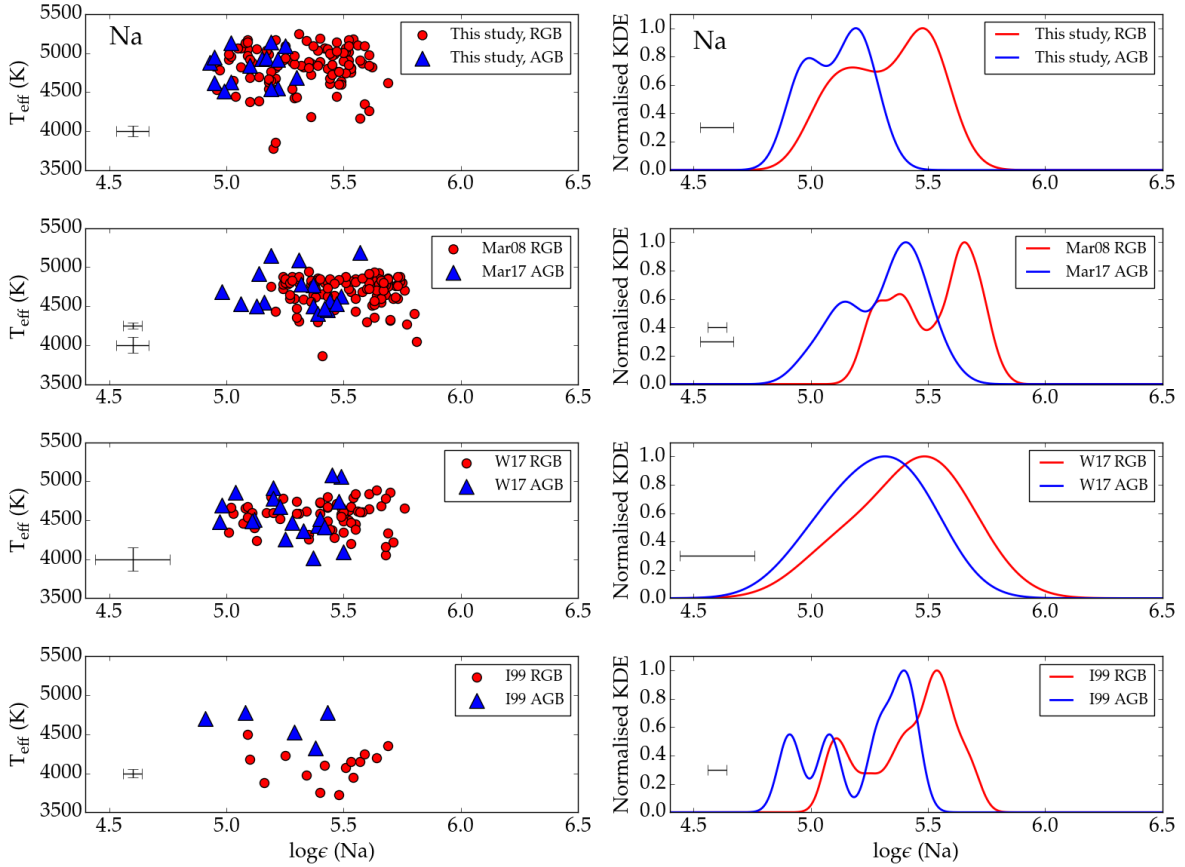 Na
This study, RGB
This study, AGB
T_eff (K)
5500
5000
4500
4000
3500
4.5 5.0 5.5 6.0 6.5
Na
This study, RGB
This study, AGB
Normalised KDE
1.0
0.8
0.6
0.4
0.2
0.0
4.5 5.0 5.5 6.0 6.5
Mar08 RGB
Mar17 AGB
T_eff (K)
5500
5000
4500
4000
3500
4.5 5.0 5.5 6.0 6.5
Mar08 RGB
Mar17 AGB
Normalised KDE
1.0
0.8
0.6
0.4
0.2
0.0
4.5 5.0 5.5 6.0 6.5
W17 RGB
W17 AGB
T_eff (K)
5500
5000
4500
4000
3500
4.5 5.0 5.5 6.0 6.5
W17 RGB
W17 AGB
Normalised KDE
1.0
0.8
0.6
0.4
0.2
0.0
4.5 5.0 5.5 6.0 6.5
I99 RGB
I99 AGB
T_eff (K)
5500
5000
4500
4000
3500
4.5 5.0 5.5 6.0 6.5
logϵ (Na)
I99 RGB
I99 AGB
Normalised KDE
1.0
0.8
0.6
0.4
0.2
0.0
4.5 5.0 5.5 6.0 6.5
logϵ (Na)